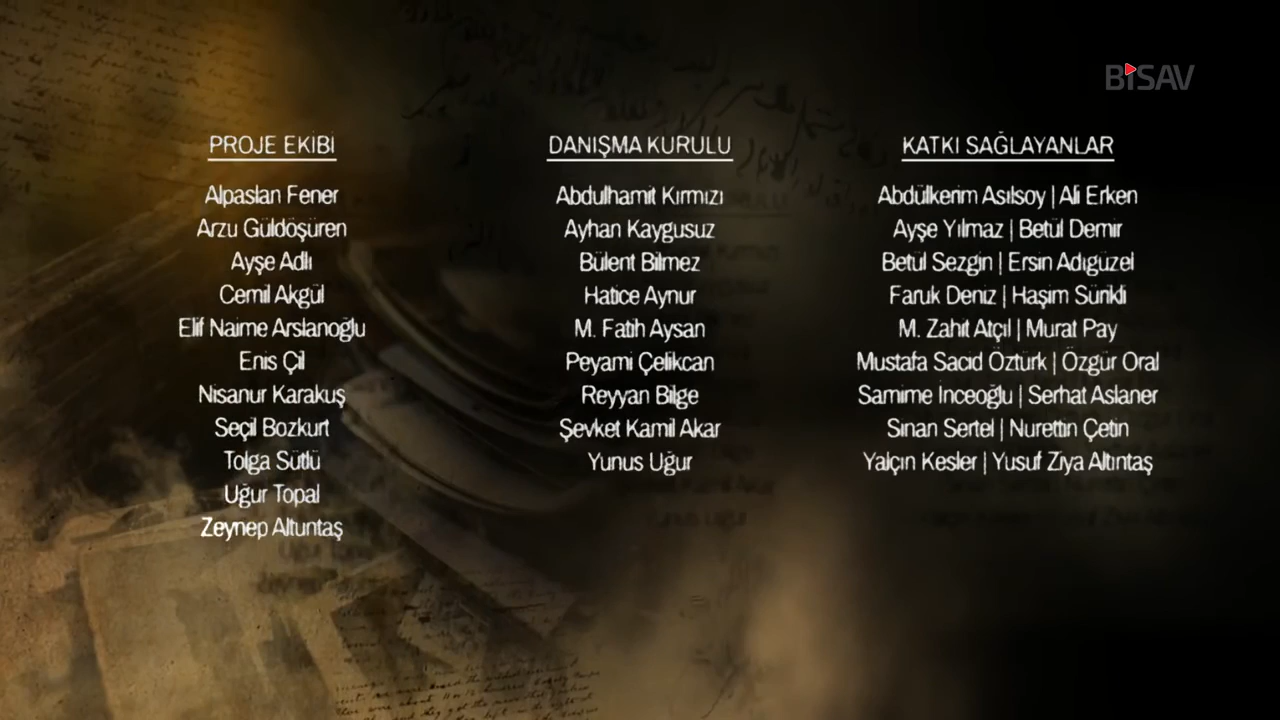 BİSAV
PROJE EKİBİ
Alpaslan Fener
Arzu Güldöşüren
Ayşe Adlı
Cemil Akgül
Elif Naime Arslanoğlu
Enis Çil
Nisanur Karakuş
Seçil Bozkurt
Tolga Sütlü
Uğur Topal
Zeynep Altuntaş
DANIŞMA KURULU
Abdulhamit Kırmızı
Ayhan Kaygusuz
Bülent Bilmez
Hatice Aynur
M. Fatih Aysan
Peyami Çelikcan
Reyyan Bilge
Şevket Kamil Akar
Yunus Uğur
KATKI SAĞLAYANLAR
Abdülkerim Asılsoy | Ali Erken
Ayşe Yılmaz | Betül Demir
Betül Sezgin | Ersin Adıgüzel
Faruk Deniz | Haşim Sürikli
M. Zahit Atçıl | Murat Pay
Mustafa Sacid Öztürk | Özgür Oral
Samime İnceoğlu | Serhat Aslaner
Sinan Sertel | Nurettin Çetin
Yalçın Kesler | Yusuf Ziya Altıntaş